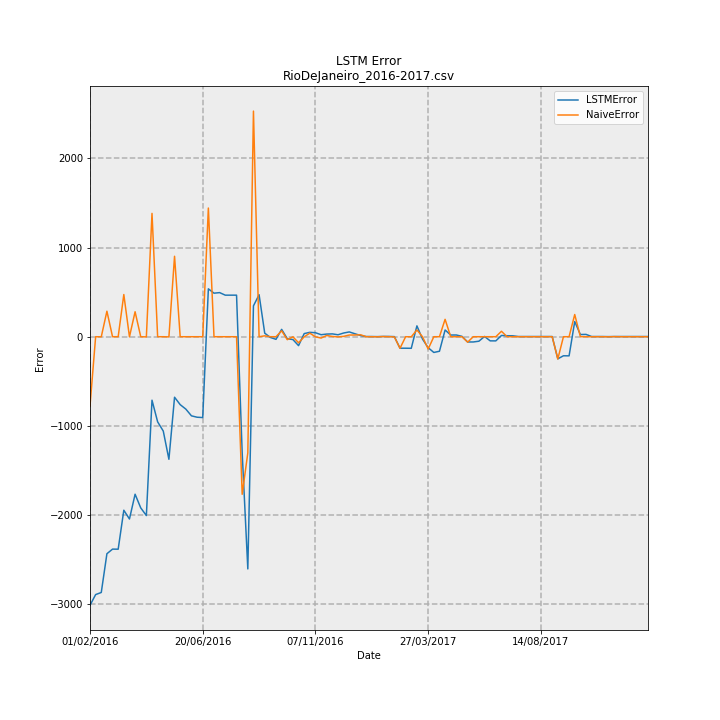 LSTM Error
RioDeJaneiro_2016-2017.csv
LSTMError
NaiveError
2000
1000
0
−1000
−2000
−3000
Error
01/02/2016
20/06/2016
07/11/2016
27/03/2017
14/08/2017
Date